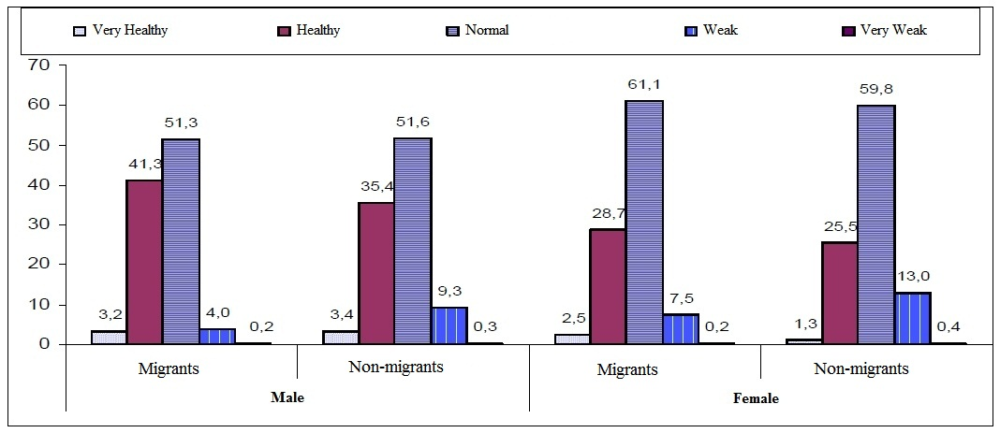 Very Healthy Healthy Normal Weak Very Weak
70
60
50
40
30
20
10
0
3,2 41,3 51,3 4,0 0,2
3,4 35,4 51,6 9,3 0,3
2,5 28,7 61,1 7,5 0,2
1,3 25,5 59,8 13,0 0,4
Migrants Non-migrants Migrants Non-migrants
Male Female